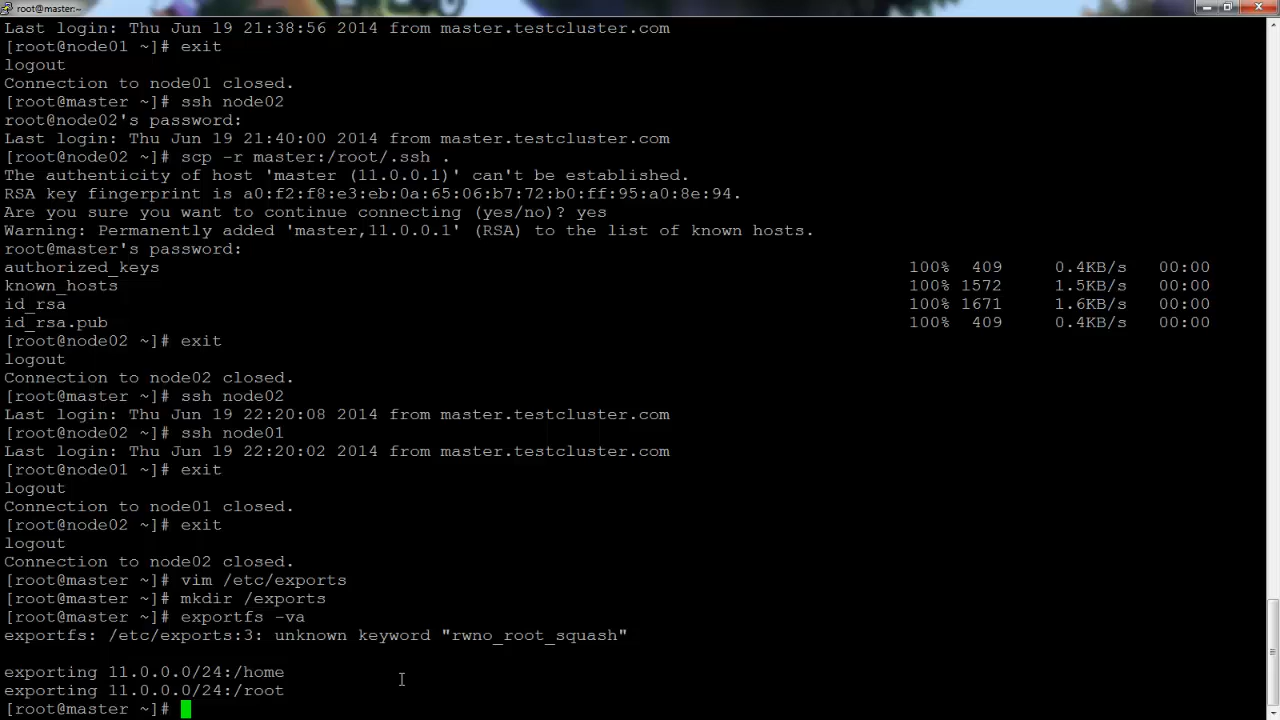 root@master:~
Last login: Thu Jun 19 21:38:56 2014 from master.testcluster.com
[root@node01 ~]# exit
logout
Connection to node01 closed.
[root@master ~]# ssh node02
root@node02's password:
Last login: Thu Jun 19 21:40:00 2014 from master.testcluster.com
[root@node02 ~]# scp -r master:/root/.ssh .
The authenticity of host 'master (11.0.0.1)' can't be established.
RSA key fingerprint is a0:f2:f8:e3:eb:0a:65:06:b7:72:b0:ff:95:a0:8e:94.
Are you sure you want to continue connecting (yes/no)? yes
Warning: Permanently added 'master,11.0.0.1' (RSA) to the list of known hosts.
root@master's password:
authorized_keys 100% 409 0.4KB/s 00:00
known_hosts 100% 1572 1.5KB/s 00:00
id_rsa 100% 1671 1.6KB/s 00:00
id_rsa.pub 100% 409 0.4KB/s 00:00
[root@node02 ~]# exit
logout
Connection to node02 closed.
[root@master ~]# ssh node02
Last login: Thu Jun 19 22:20:08 2014 from master.testcluster.com
[root@node02 ~]# ssh node01
Last login: Thu Jun 19 22:20:02 2014 from master.testcluster.com
[root@node01 ~]# exit
logout
Connection to node01 closed.
[root@node02 ~]# exit
logout
Connection to node02 closed.
[root@master ~]# vim /etc/exports
[root@master ~]# mkdir /exports
[root@master ~]# exportfs -va
exportfs: /etc/exports:3: unknown keyword "rwno_root_squash"
exporting 11.0.0.0/24:/home
exporting 11.0.0.0/24:/root
[root@master ~]#